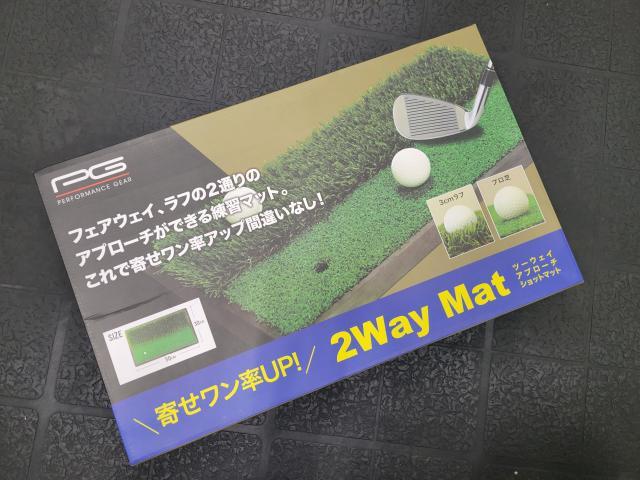 PG
PERFORMANCE GEAR
フェアウェイ、ラフの2通りの
アプローチができる練習マット。
これで寄せワン率アップ間違いなし!
3cmラフ
プロ芝
SIZE
30cm
50cm
\寄せワン率UP!/
2Way Mat
ツーウェイ
アプローチ
ショットマット